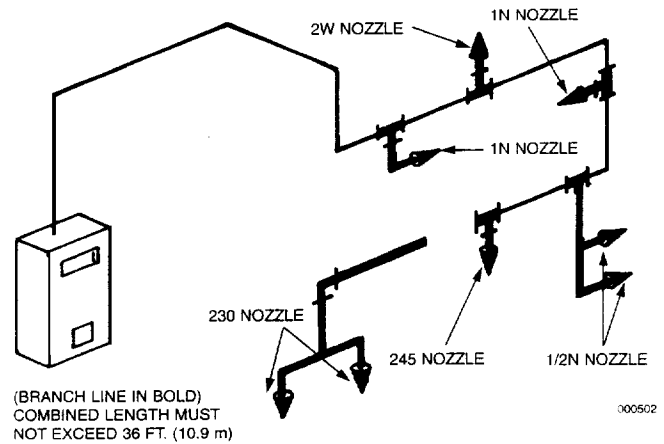 2W NOZZLE
1N NOZZLE
1N NOZZLE
230 NOZZLE
245 NOZZLE
1/2N NOZZLE
(BRANCH LINE IN BOLD)
COMBINED LENGTH MUST
NOT EXCEED 36 FT. (10.9 m)
000502